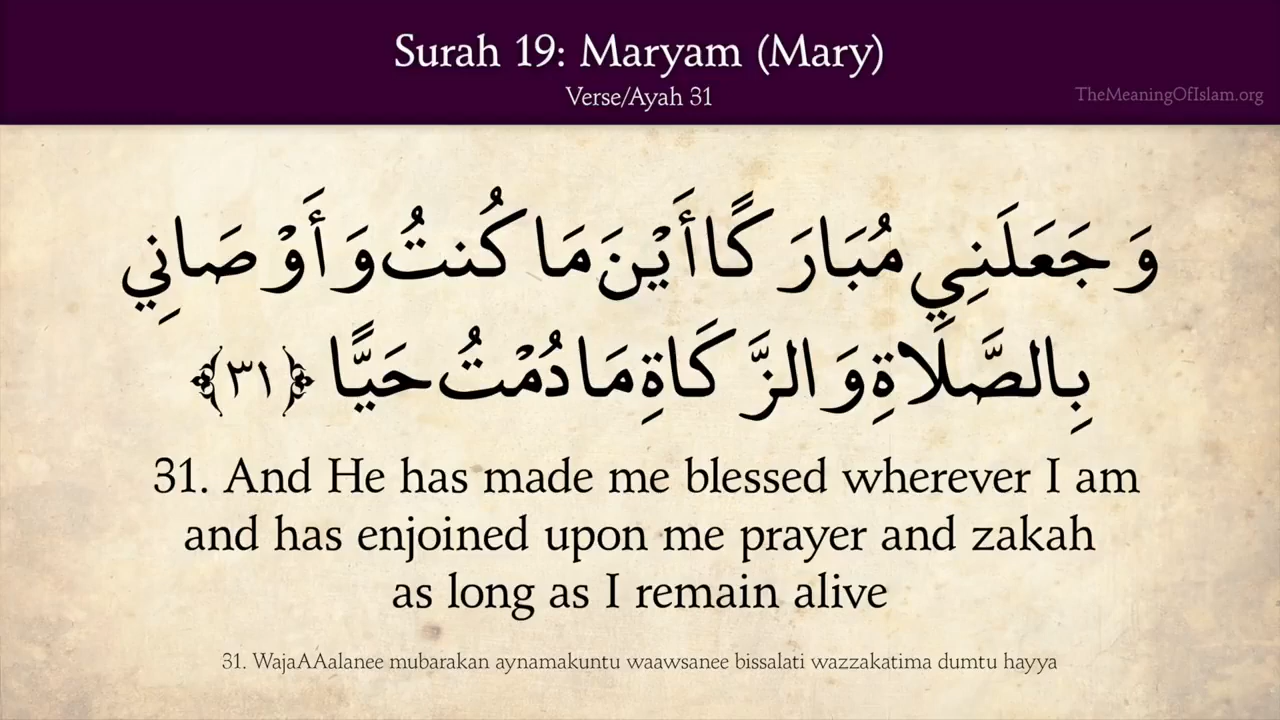 Surah 19: Maryam (Mary)
Verse/Ayah 31
TheMeaningOfIslam.org
وَجَعَلَنِي مُبَارَكًا أَيْنَ مَا كُنتُ وَأَوْصَانِي
بِالصَّلَاةِ وَالزَّكَاةِ مَا دُمْتُ حَيًّا ﴿٣١﴾
31. And He has made me blessed wherever I am
and has enjoined upon me prayer and zakah
as long as I remain alive
31. WajaAAalanee mubarakan aynamakuntu waawsanee bissalati wazzakatima dumtu hayya